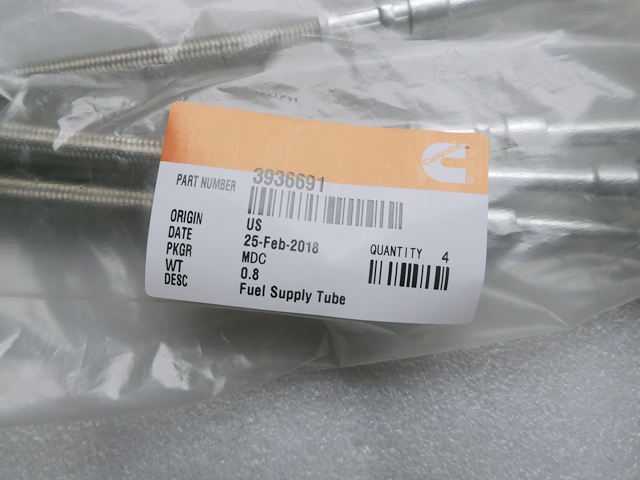 Cummins
PART NUMBER 3936691
ORIGIN US
DATE 25-Feb-2018
PKGR MDC
WT 0.8
DESC Fuel Supply Tube
QUANTITY 4